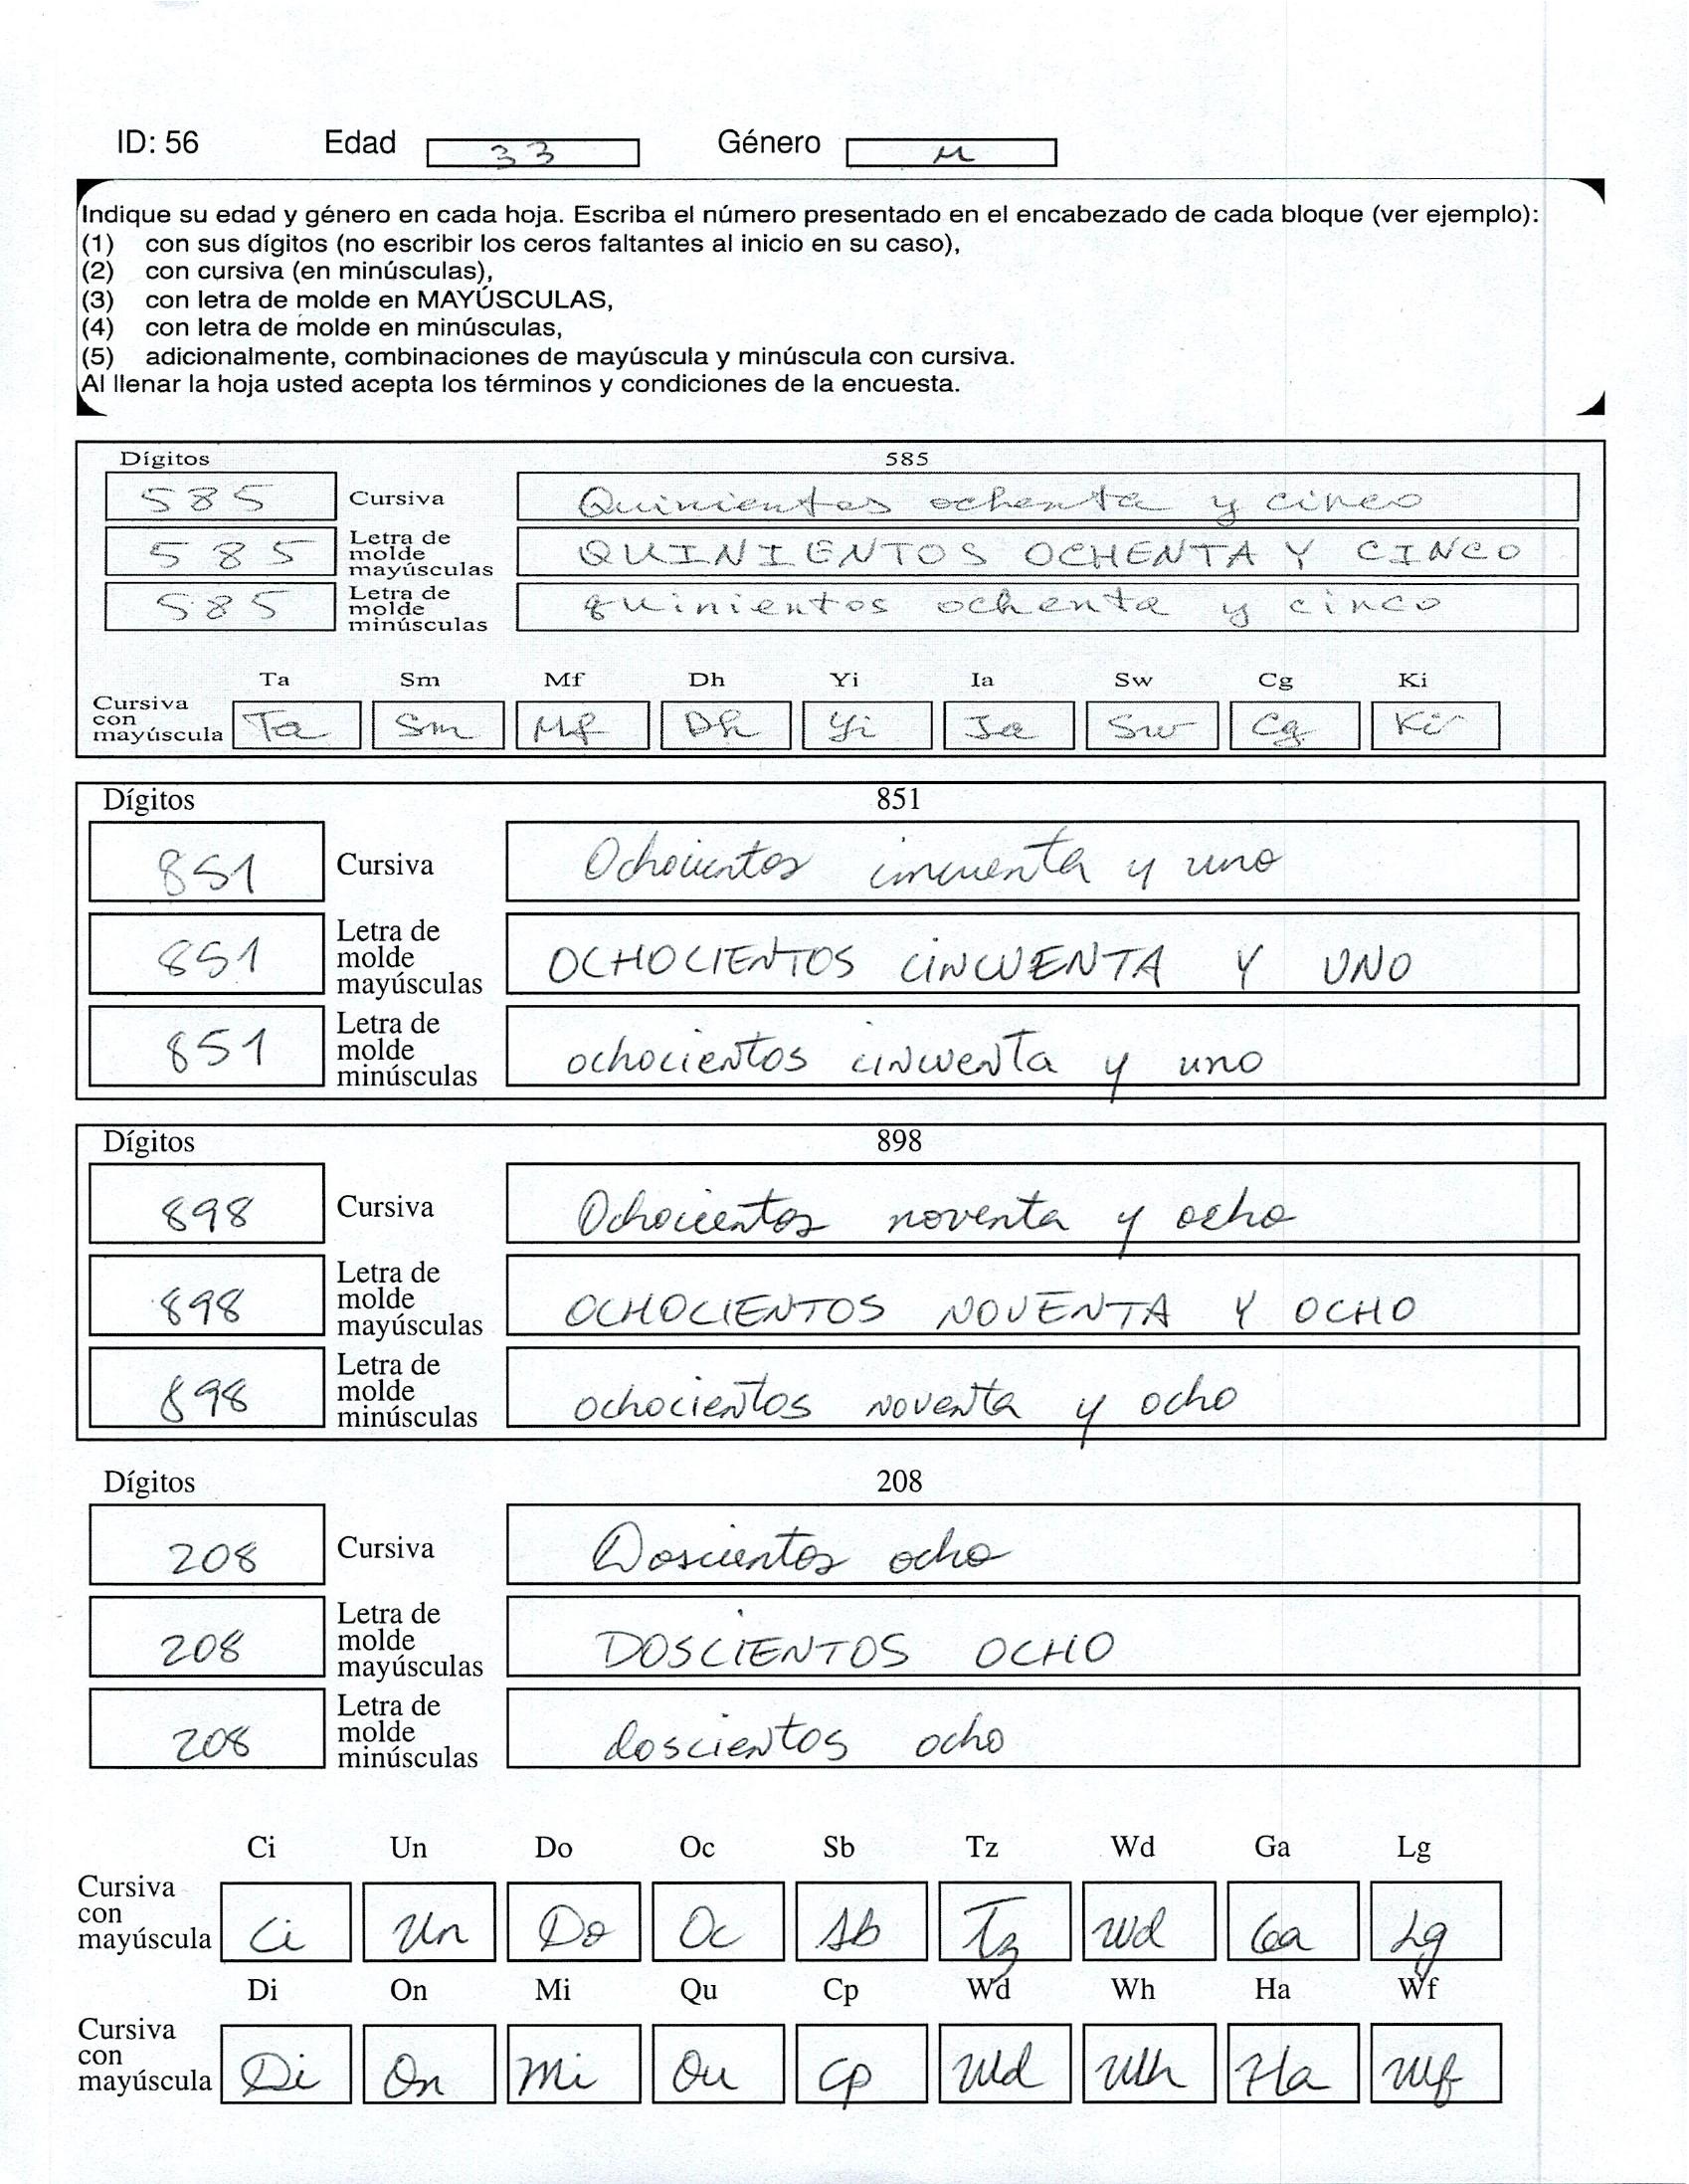 ID: 56 Edad 33 Género M
Indique su edad y género en cada hoja. Escriba el número presentado en el encabezado de cada bloque (ver ejemplo):
(1) con sus dígitos (no escribir los ceros faltantes al inicio en su caso),
(2) con cursiva (en minúsculas),
(3) con letra de molde en MAYÚSCULAS,
(4) con letra de molde en minúsculas,
(5) adicionalmente, combinaciones de mayúscula y minúscula con cursiva.
Al llenar la hoja usted acepta los términos y condiciones de la encuesta.
Dígitos 585
585 Cursiva Quinientos ochenta y cinco
585 Letra de molde mayúsculas QUINIENTOS OCHENTA Y CINCO
585 Letra de molde minúsculas quinientos ochenta y cinco
Ta Sm Mf Dh Yi Ia Sw Cg Ki
Cursiva con mayúscula Ta Sm Mf Dh Yi Ia Sw Cg Ki
Dígitos 851
851 Cursiva Ochocientos cincuenta y uno
851 Letra de molde mayúsculas OCHOCIENTOS CINCUENTA Y UNO
851 Letra de molde minúsculas ochocientos cincuenta y uno
Dígitos 898
898 Cursiva Ochocientos noventa y ocho
898 Letra de molde mayúsculas OCHOCIENTOS NOVENTA Y OCHO
898 Letra de molde minúsculas ochocientos noventa y ocho
Dígitos 208
208 Cursiva Doscientos ocho
208 Letra de molde mayúsculas DOSCIENTOS OCHO
208 Letra de molde minúsculas doscientos ocho
Ci Un Do Oc Sb Tz Wd Ga Lg
Cursiva con mayúscula Ci Un Do Oc Sb Tz Wd Ga Lg
Di On Mi Qu Cp Wd Wh Ha Wf
Cursiva con mayúscula Di On Mi Qu Cp Wd Wh Ha Wf